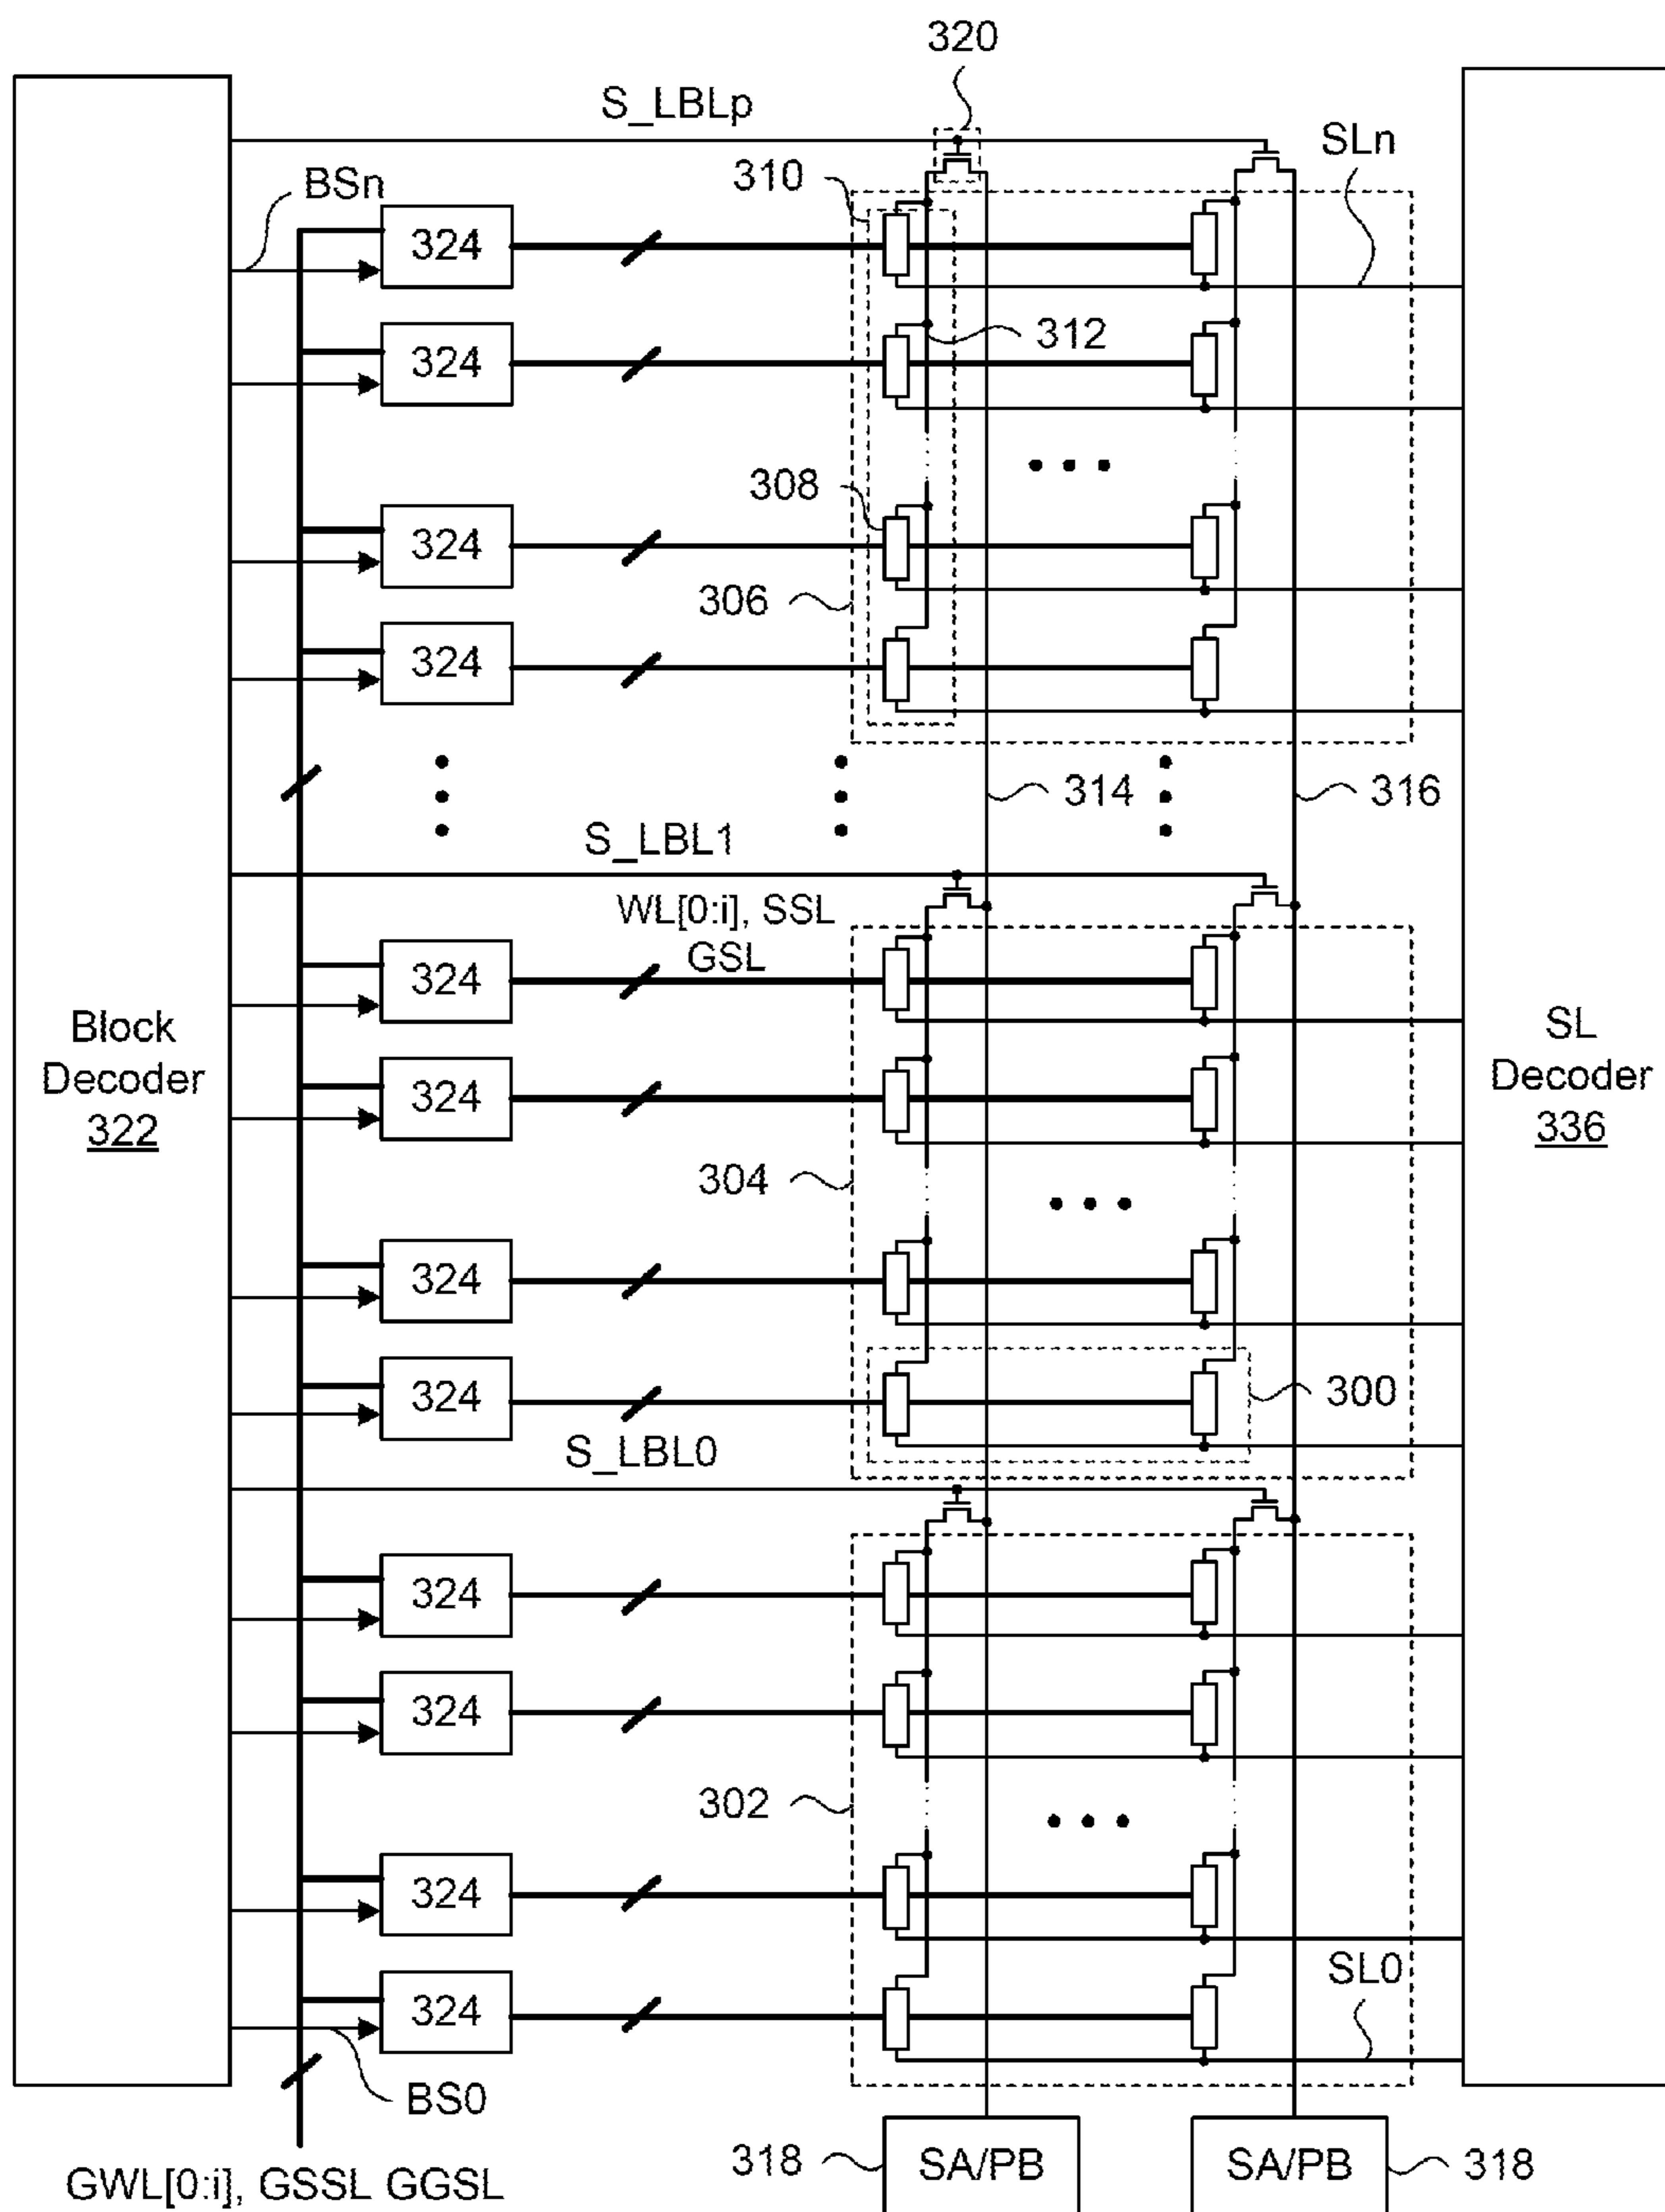 320
S_LBLp
SLn
310
BSn
324
312
324
308
324
306
324
314
316
S_LBL1
WL[0:i], SSL
GSL
324
Block
Decoder
322
SL
Decoder
336
324
304
324
300
324
S_LBL0
324
324
302
324
SL0
324
BS0
318
SA/PB
SA/PB
318
GWL[0:i], GSSL GGSL